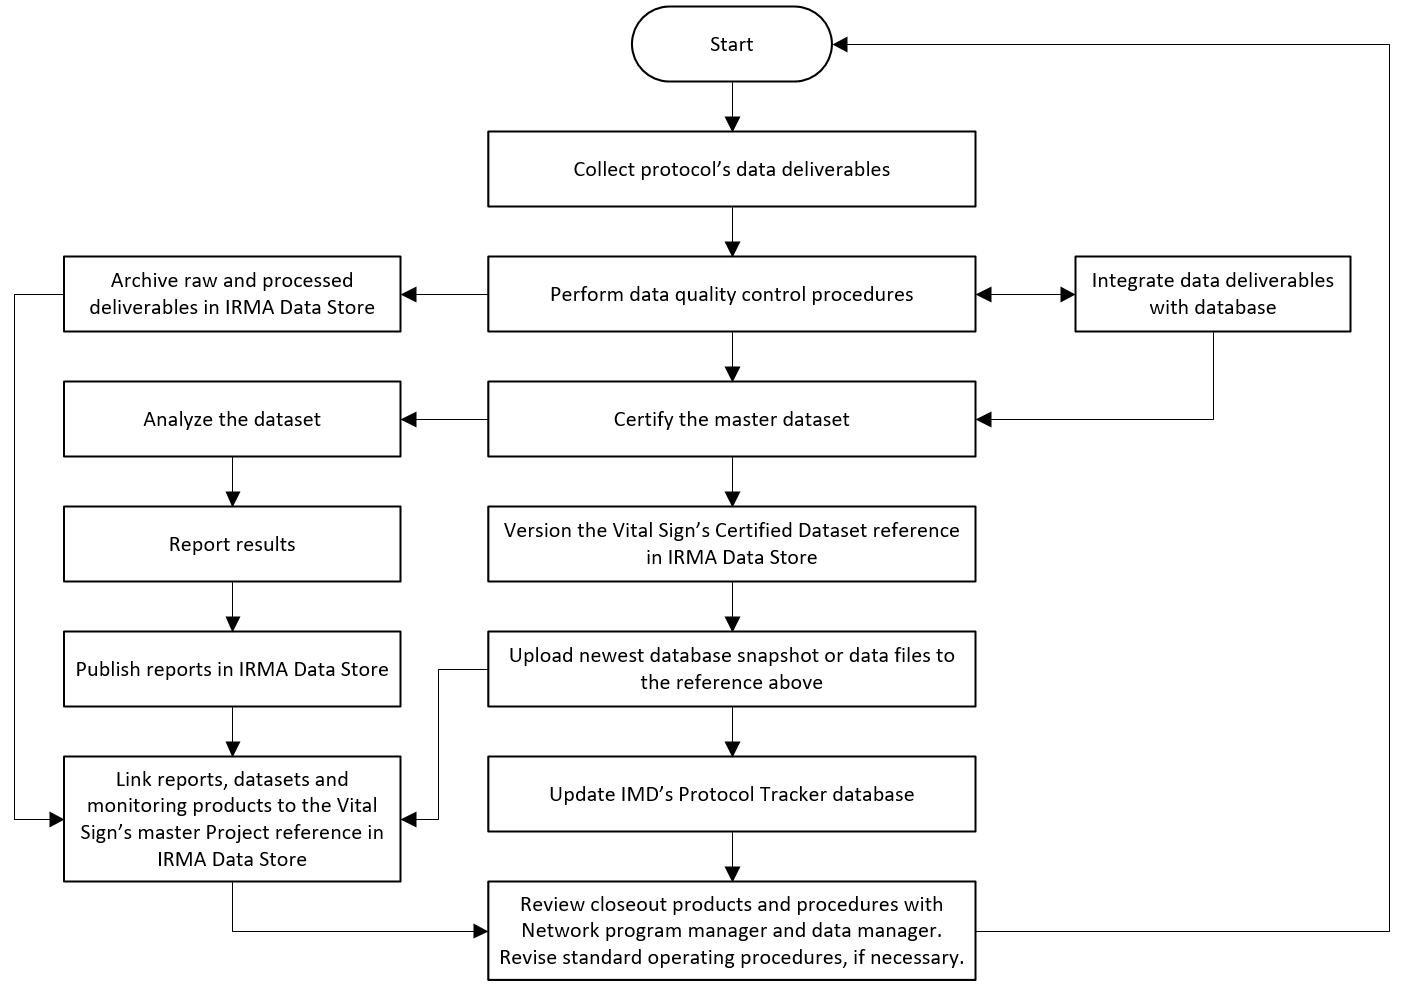 Start
Collect protocol’s data deliverables
Archive raw and processed
deliverables in IRMA Data Store
Perform data quality control procedures
Integrate data deliverables
with database
Analyze the dataset
Certify the master dataset
Report results
Version the Vital Sign’s Certified Dataset reference
in IRMA Data Store
Publish reports in IRMA Data Store
Upload newest database snapshot or data files to
the reference above
Link reports, datasets and
monitoring products to the Vital
Sign’s master Project reference in
IRMA Data Store
Update IMD’s Protocol Tracker database
Review closeout products and procedures with
Network program manager and data manager.
Revise standard operating procedures, if necessary.